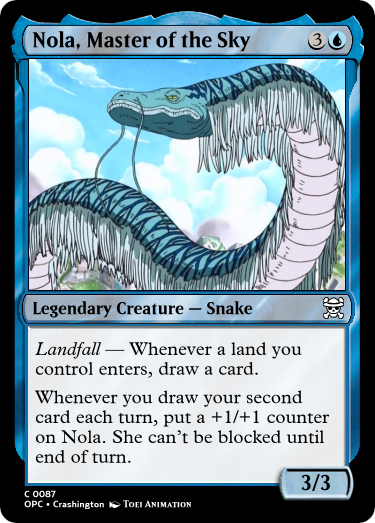 Nola, Master of the Sky 3
Legendary Creature — Snake
Landfall — Whenever a land you
control enters, draw a card.
Whenever you draw your second
card each turn, put a +1/+1 counter
on Nola. She can't be blocked until
end of turn.
3/3
C 0087
OPC • Crashington TOEI ANIMATION